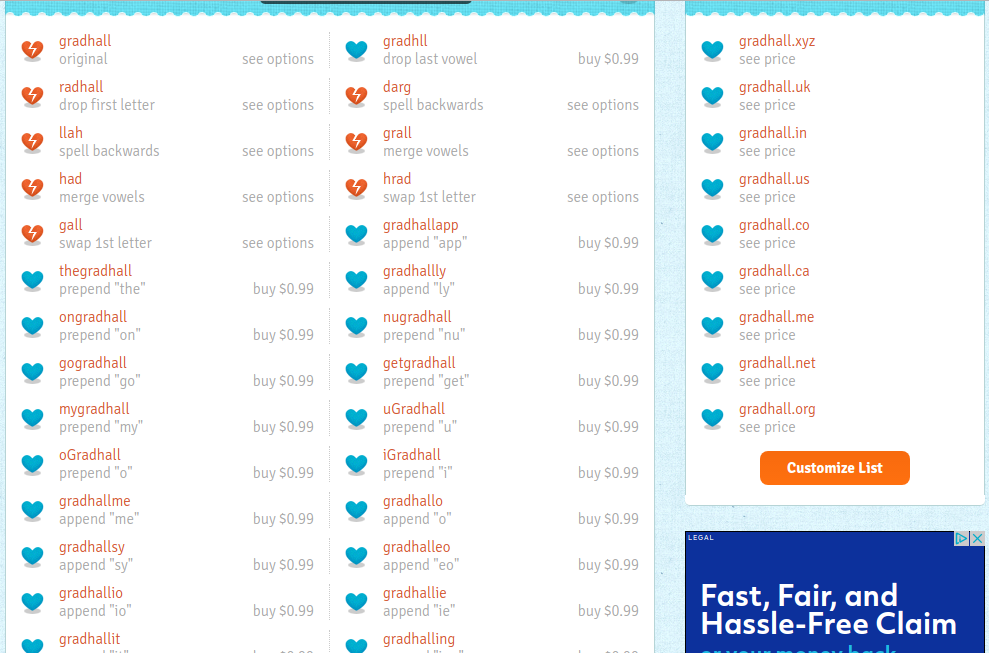 gradhall
original
see options
gradhll
drop last vowel
buy $0.99
radhall
drop first letter
see options
darg
spell backwards
see options
llah
spell backwards
see options
grall
merge vowels
see options
had
merge vowels
see options
hrad
swap 1st letter
see options
gall
swap 1st letter
see options
gradhallapp
append "app"
buy $0.99
thegradhall
prepend "the"
buy $0.99
gradhallly
append "ly"
buy $0.99
ongradhall
prepend "on"
buy $0.99
nugradhall
prepend "nu"
buy $0.99
gogradhall
prepend "go"
buy $0.99
getgradhall
prepend "get"
buy $0.99
mygradhall
prepend "my"
buy $0.99
uGradhall
prepend "u"
buy $0.99
oGradhall
prepend "o"
buy $0.99
iGradhall
prepend "i"
buy $0.99
gradhallme
append "me"
buy $0.99
gradhallo
append "o"
buy $0.99
gradhallsy
append "sy"
buy $0.99
gradhalleo
append "eo"
buy $0.99
gradhallio
append "io"
buy $0.99
gradhallie
append "ie"
buy $0.99
gradhallit
gradhalling
gradhall.xyz
see price
gradhall.uk
see price
gradhall.in
see price
gradhall.us
see price
gradhall.co
see price
gradhall.ca
see price
gradhall.me
see price
gradhall.net
see price
gradhall.org
see price
Customize List
LEGAL
Fast, Fair, and
Hassle-Free Claim
or your money back